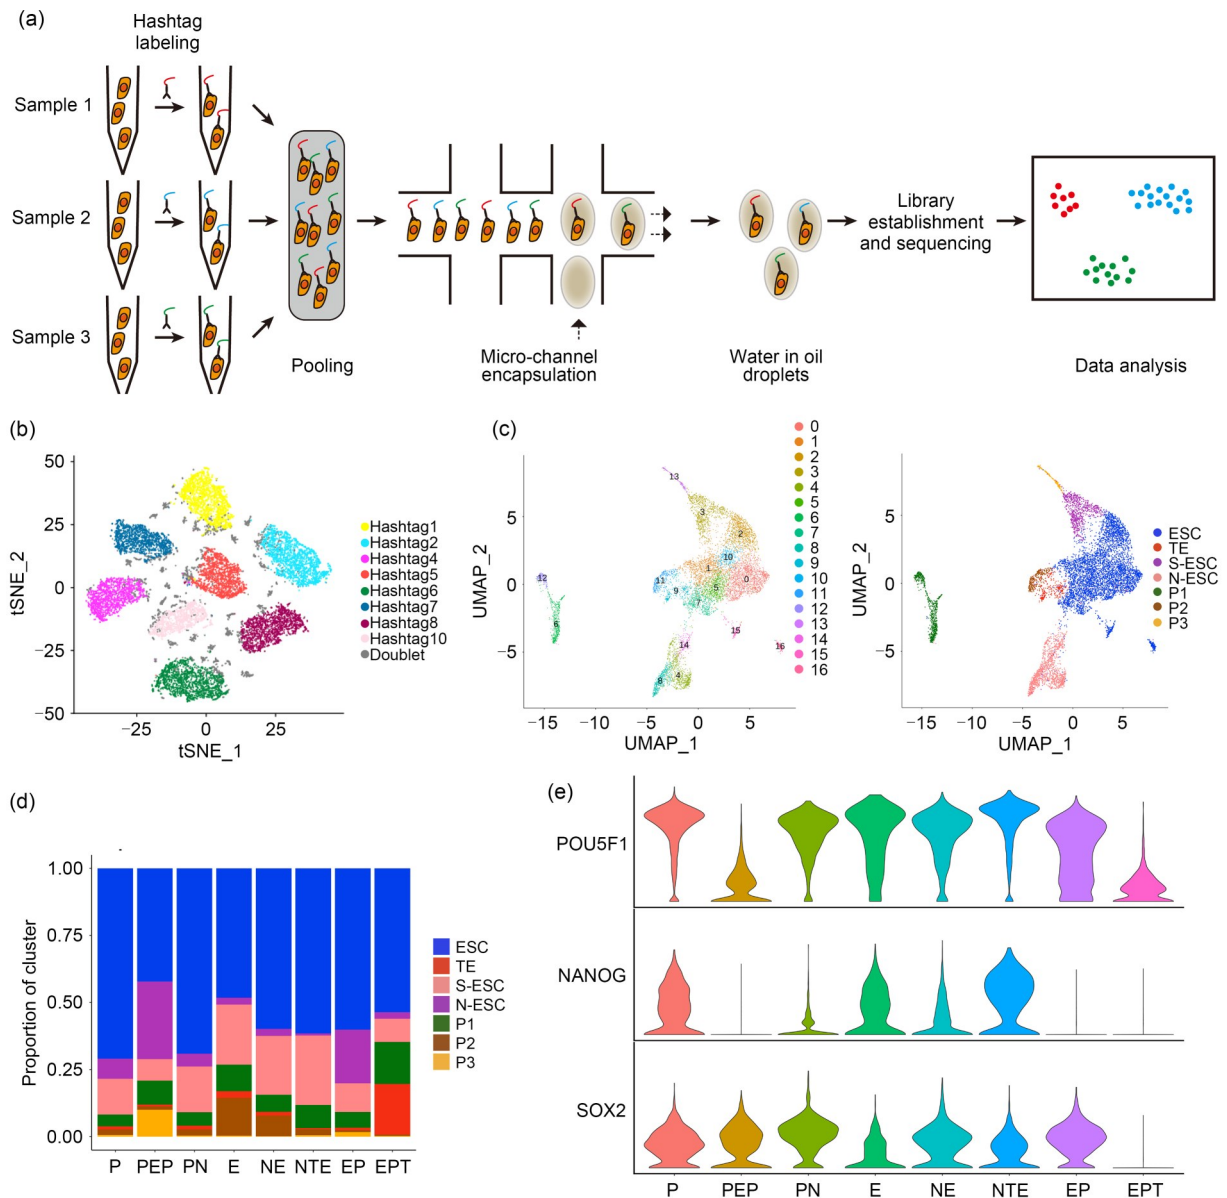 (a)
Hashtag
labeling
Sample 1
Sample 2
Sample 3
Pooling
Micro-channel
encapsulation
Water in oil
droplets
Library
establishment
and sequencing
Data analysis
(b)
50
25
0
−25
−50
tSNE_2
−25 0 25
tSNE_1
Hashtag1
Hashtag2
Hashtag4
Hashtag5
Hashtag6
Hashtag7
Hashtag8
Hashtag10
Doublet
(c)
UMAP_2
5
0
−5
−15 −10 −5 0 5
UMAP_1
13
3
2
10
1
0
11
9
5
7
12
6
15
14
16
4
8
0
1
2
3
4
5
6
7
8
9
10
11
12
13
14
15
16
UMAP_2
5
0
−5
−15 −10 −5 0 5
UMAP_1
ESC
TE
S-ESC
N-ESC
P1
P2
P3
(d)
Proportion of cluster
1.00
0.75
0.50
0.25
0.00
P PEP PN E NE NTE EP EPT
ESC
TE
S-ESC
N-ESC
P1
P2
P3
(e)
POU5F1
NANOG
SOX2
P PEP PN E NE NTE EP EPT